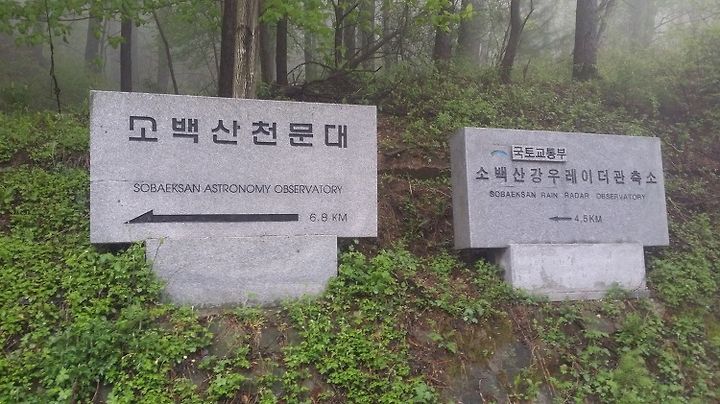 소백산천문대
SOBAEKSAN ASTRONOMY OBSERVATORY
6.8 KM
국토교통부
소백산강우레이더관측소
SOBAEKSAN RAIN RADAR OBSERVATORY
4.5KM